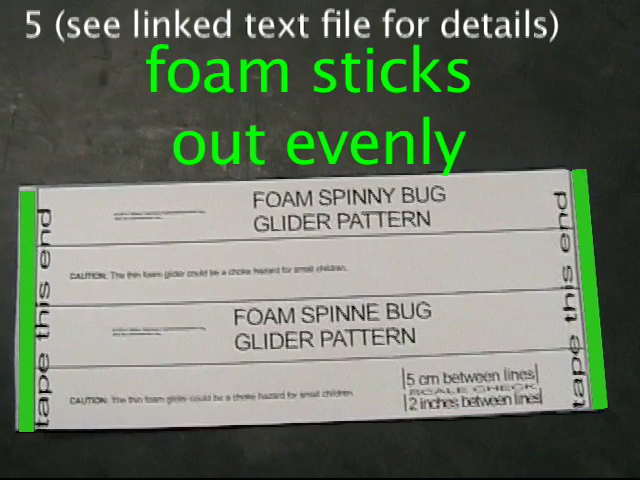 5 (see linked text file for details)
foam sticks
out evenly
tape this end
FOAM SPINNY BUG
GLIDER PATTERN
CAUTION: The thin foam glider could be a choke hazard for small children.
FOAM SPINNE BUG
GLIDER PATTERN
CAUTION: The thin foam glider could be a choke hazard for small children
5 cm between lines
SCALE CHECK
2 inches between lines
tape this end